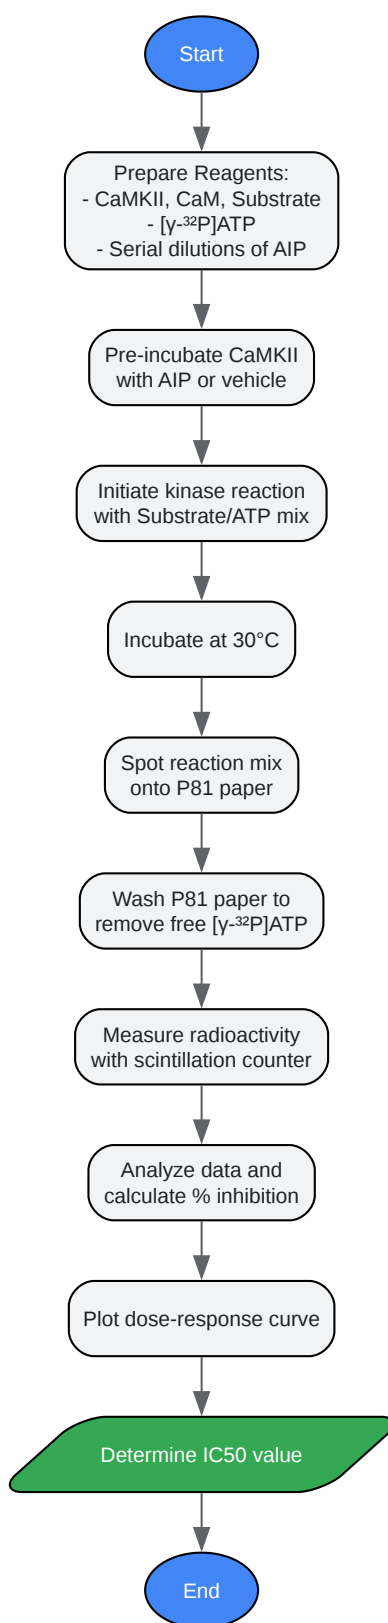 Start
Prepare Reagents:
- CaMKII, CaM, Substrate
- [γ-³²P]ATP
- Serial dilutions of AIP
Pre-incubate CaMKII
with AIP or vehicle
Initiate kinase reaction
with Substrate/ATP mix
Incubate at 30°C
Spot reaction mix
onto P81 paper
Wash P81 paper to
remove free [γ-³²P]ATP
Measure radioactivity
with scintillation counter
Analyze data and
calculate % inhibition
Plot dose-response curve
Determine IC50 value
End